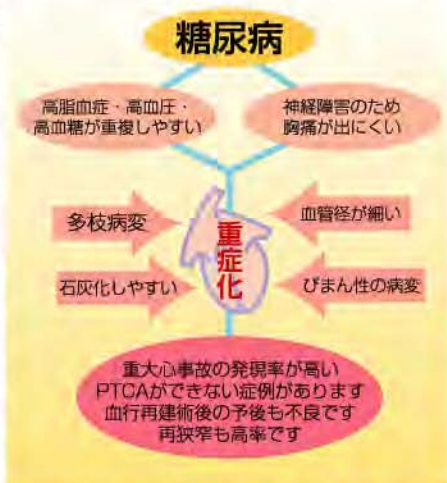 糖尿病
高脂血症・高血圧・
高血糖が重複しやすい
神経障害のため
胸痛が出にくい
多枝病変
血管径が細い
重症化
石灰化しやすい
びまん性の病変
重大心事故の発現率が高い
PTCAができない症例があります
血行再建術後の予後も不良です
再狭窄も高率です